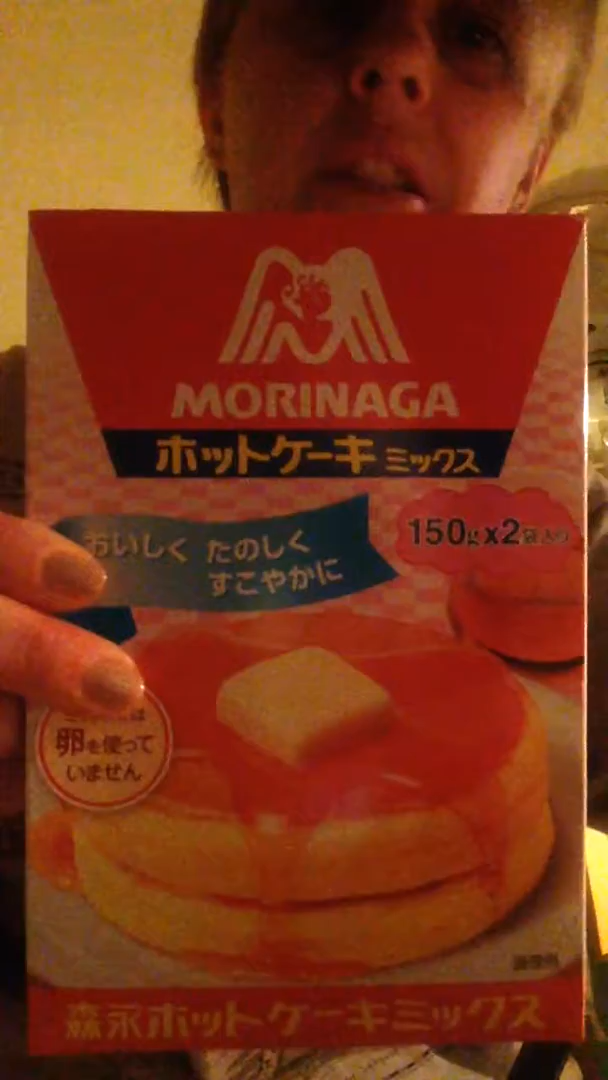 MORINAGA
ホットケーキミックス
おいしく たのしく
すこやかに
150g×2袋入り
卵を使って
いません
森永ホットケーキミックス